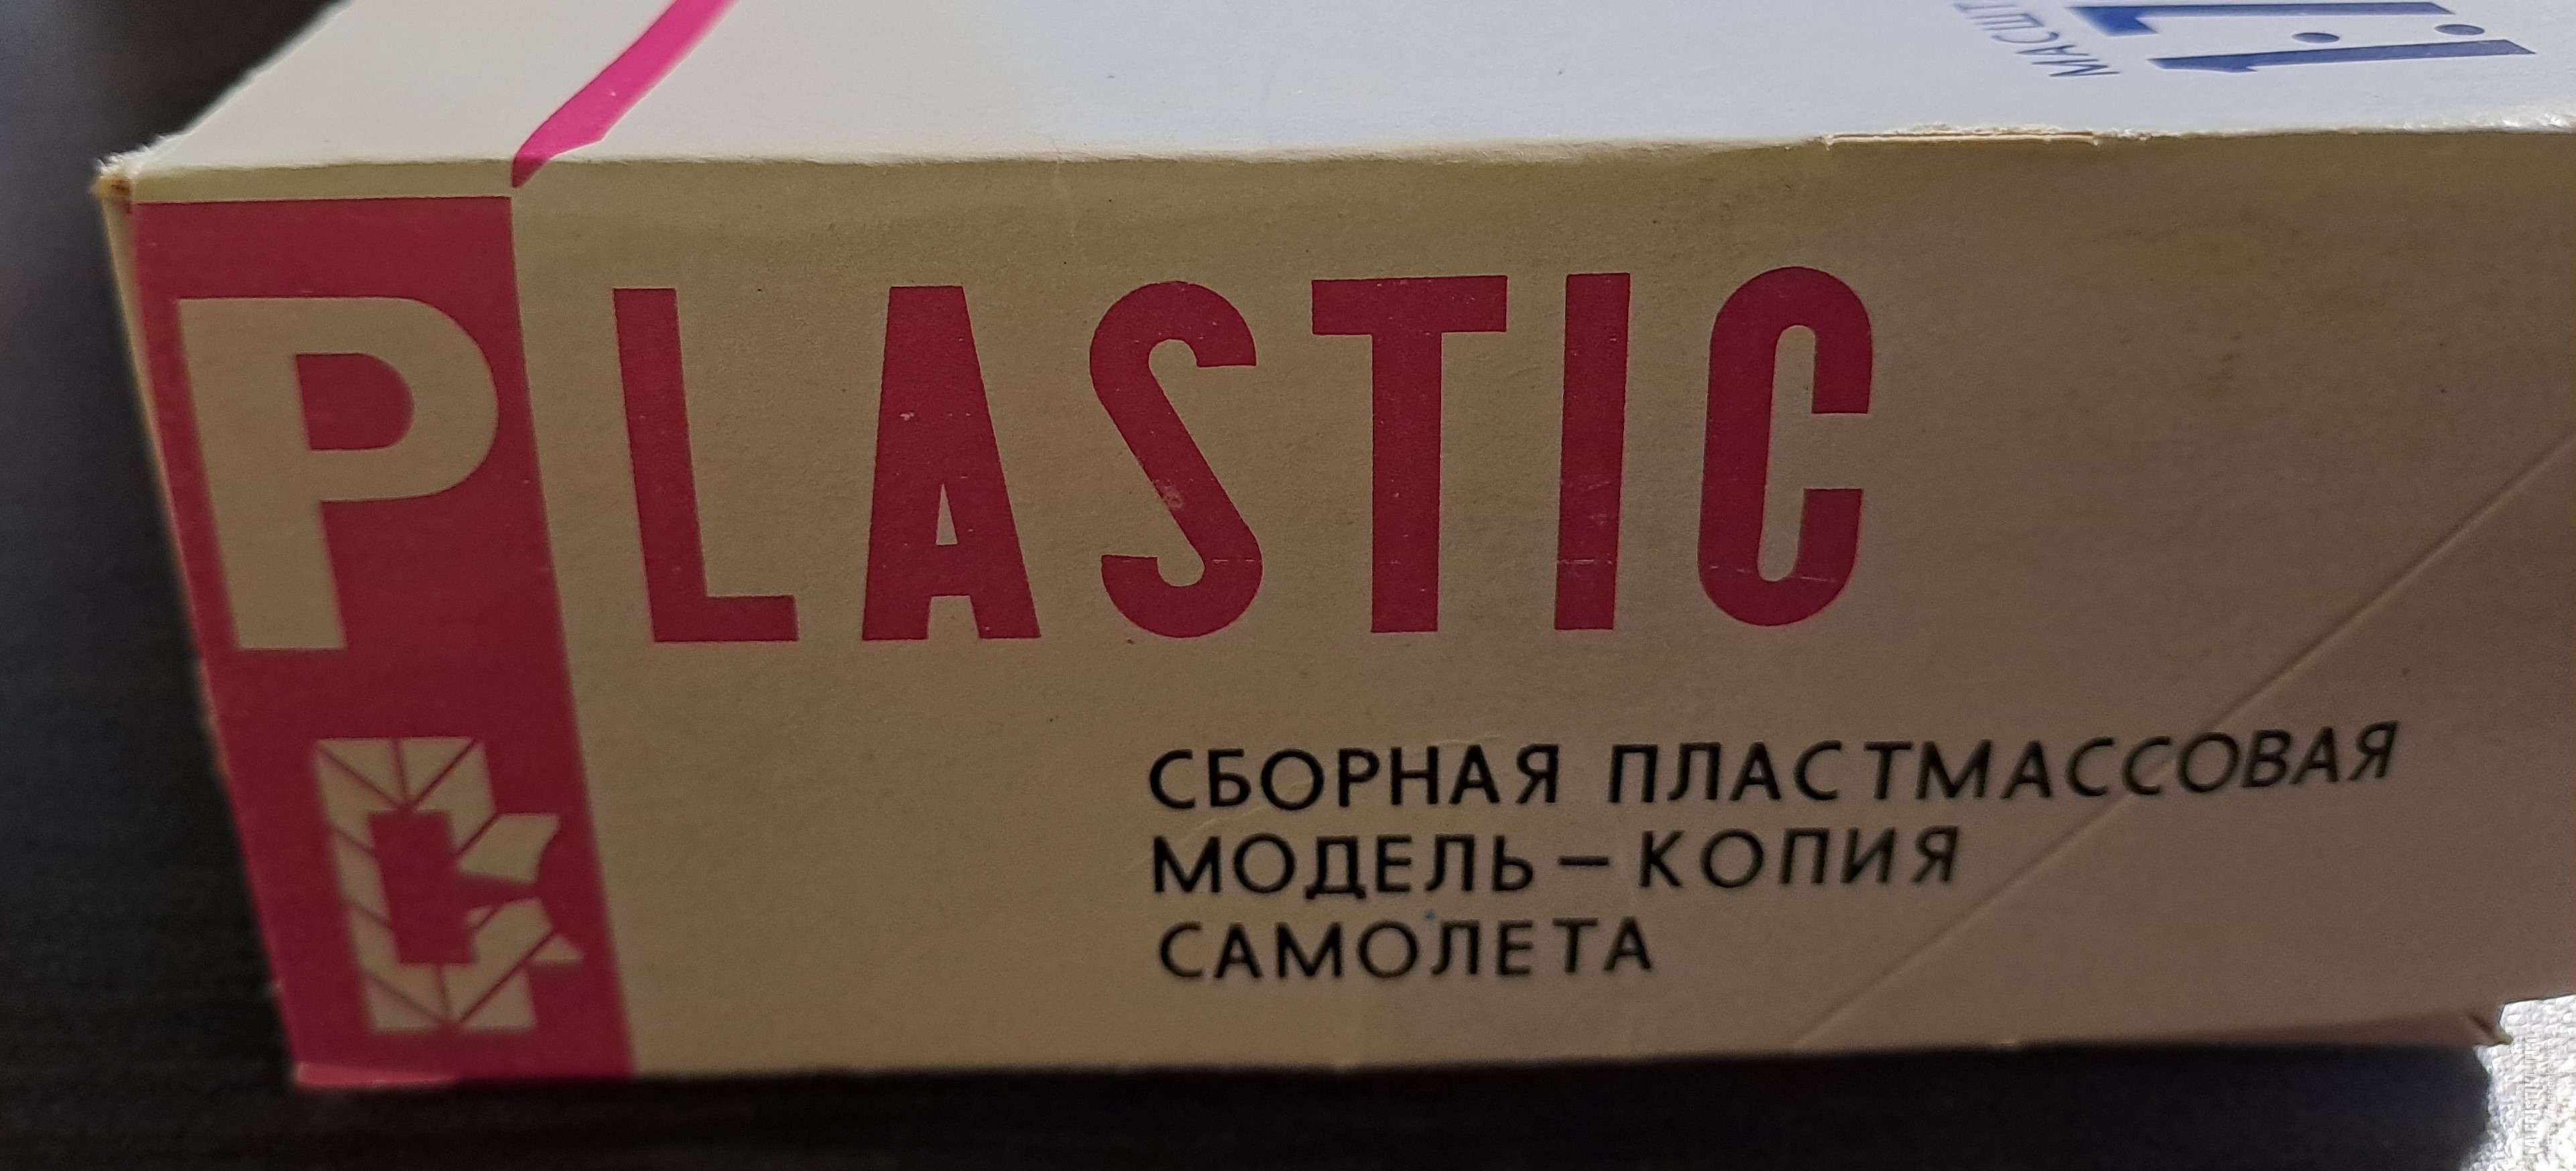 PLASTIC
СБОРНАЯ ПЛАСТМАССОВАЯ
МОДЕЛЬ – КОПИЯ
САМОЛЕТА